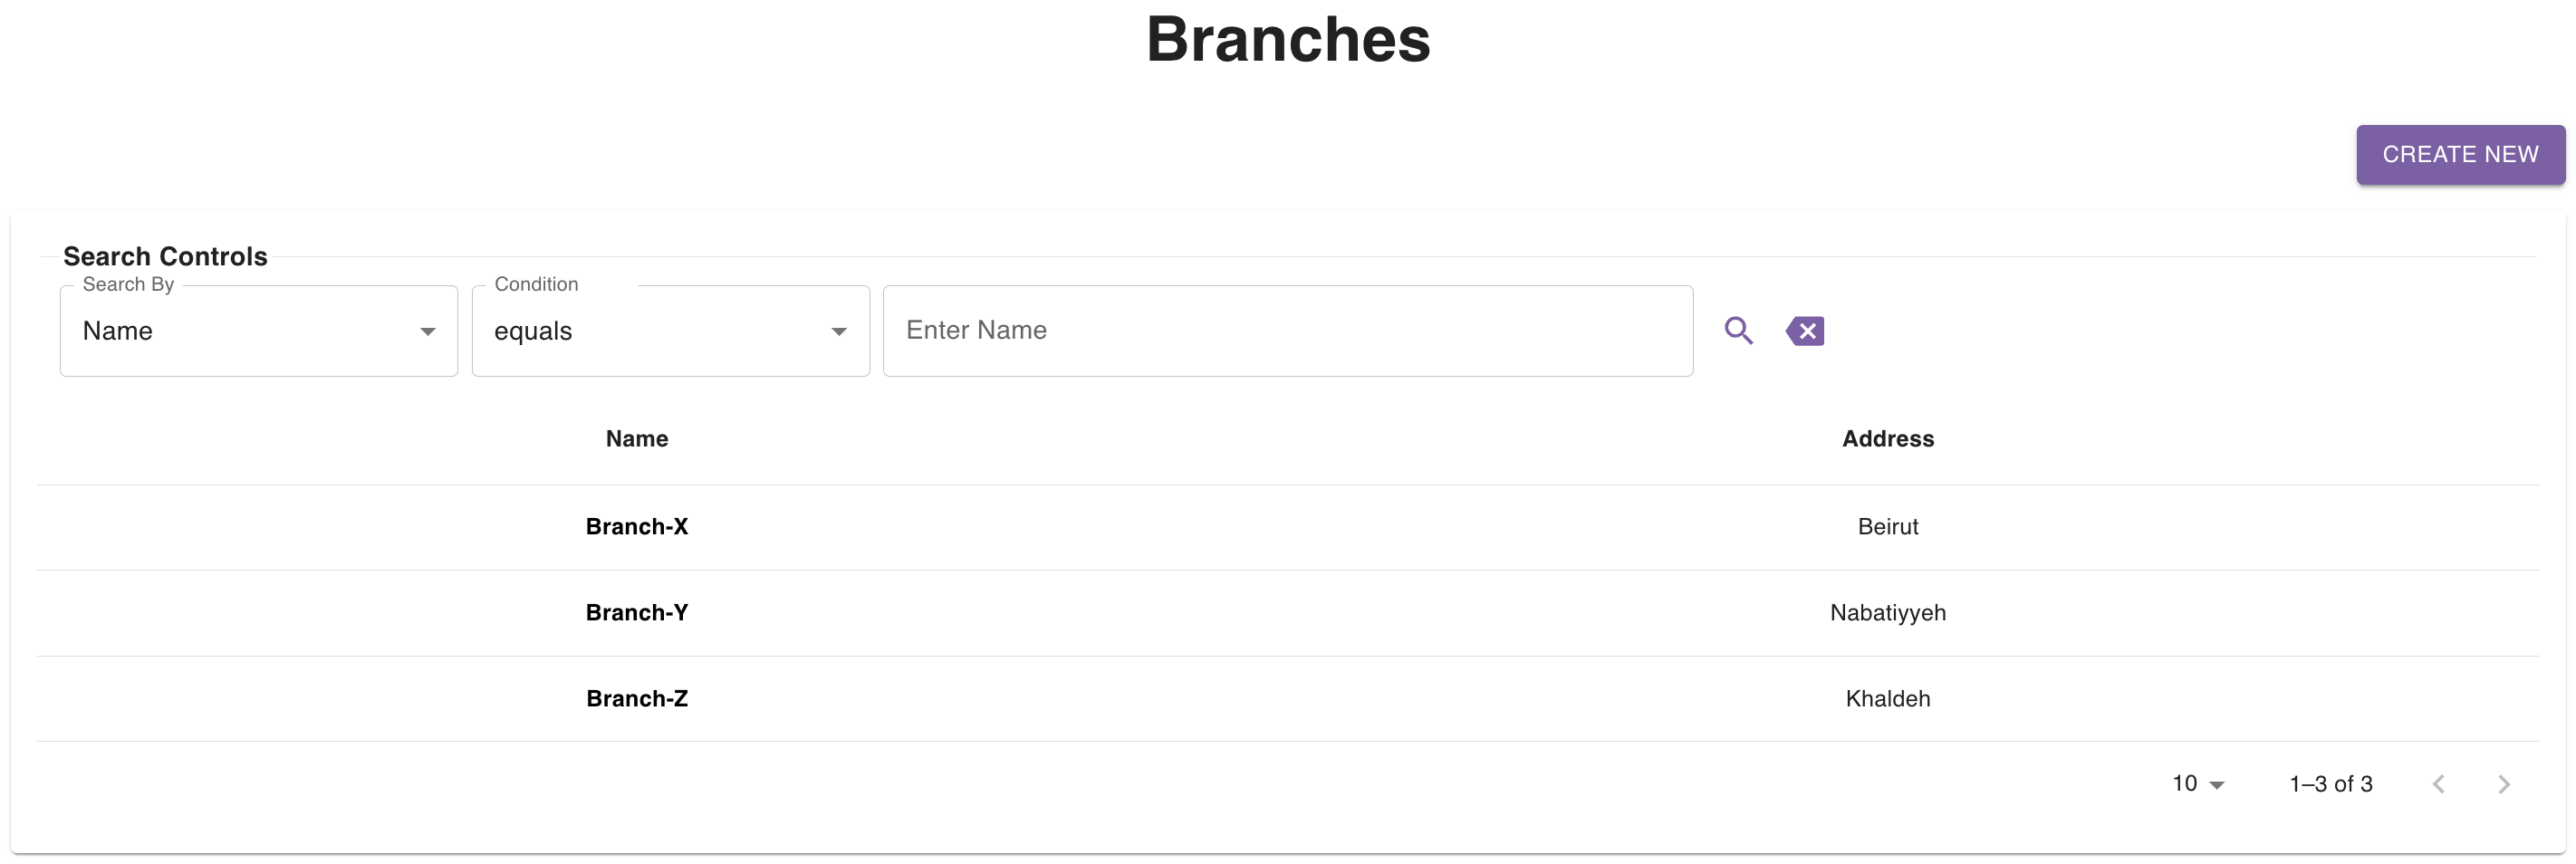 Branches
CREATE NEW
Search Controls
Search By
Condition
Name
equals
Enter Name
Name Address
Branch-X Beirut
Branch-Y Nabatiyyeh
Branch-Z Khaldeh
10 1–3 of 3